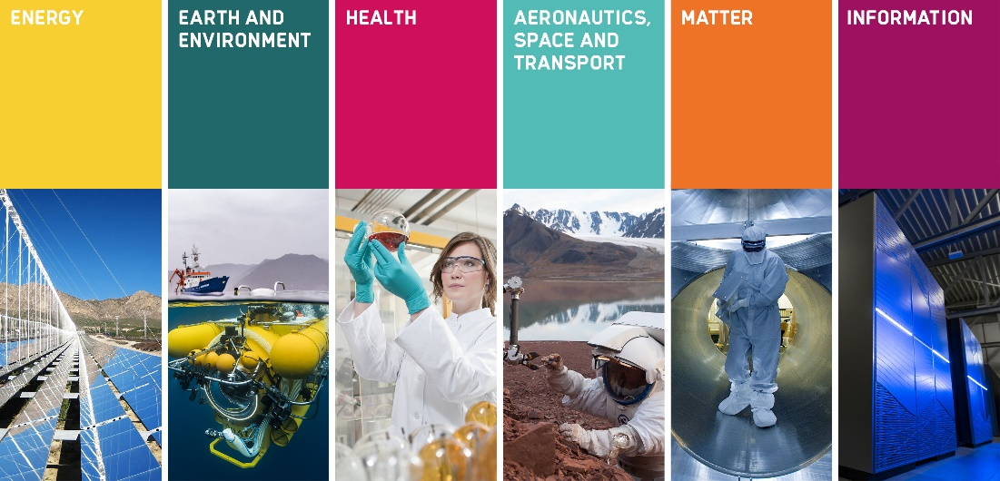 ENERGY
EARTH AND
ENVIRONMENT
HEALTH
AERONAUTICS,
SPACE AND
TRANSPORT
MATTER
INFORMATION